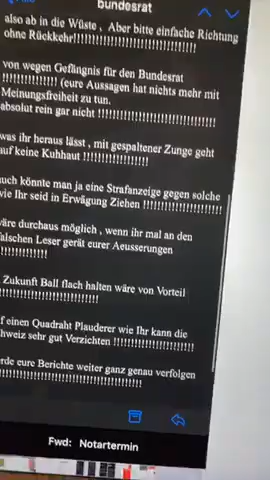 bundesrat
also ab in die Wüste , Aber bitte einfache Richtung
ohne Rückkehr!!!!!!!!!!!!!!!!!!!!!!!!!!!!!!!
von wegen Gefängnis für den Bundesrat
!!!!!!!!!!!!!!! (eure Aussagen hat nichts mehr mit
Meinungsfreiheit zu tun.
absolut rein gar nicht !!!!!!!!!!!!!!!!!!!!!!!!!!!!!!
was ihr heraus lässt , mit gespaltener Zunge geht
auf keine Kuhhaut !!!!!!!!!!!!!!!!!!
auch könnte man ja eine Strafanzeige gegen solche
wie Ihr seid in Erwägung Ziehen !!!!!!!!!!!!!!!!!!!!!!
wäre durchaus möglich , wenn ihr mal an den
falschen Leser gerät eurer Aeusserungen
!!!!!!!!!!!!!
Zukunft Ball flach halten wäre von Vorteil
!!!!!!!!!!!!!!!!!!!!!!!!!!!!
f einen Quadraht Plauderer wie Ihr kann die
hweiz sehr gut Verzichten !!!!!!!!!!!!!!!!!!!!!!
rde eure Berichte weiter ganz genau verfolgen
!!!!!!!!!!!!!!!!!!!!!!!!!!!!!!!!!!!!!!!
Fwd: Notartermin